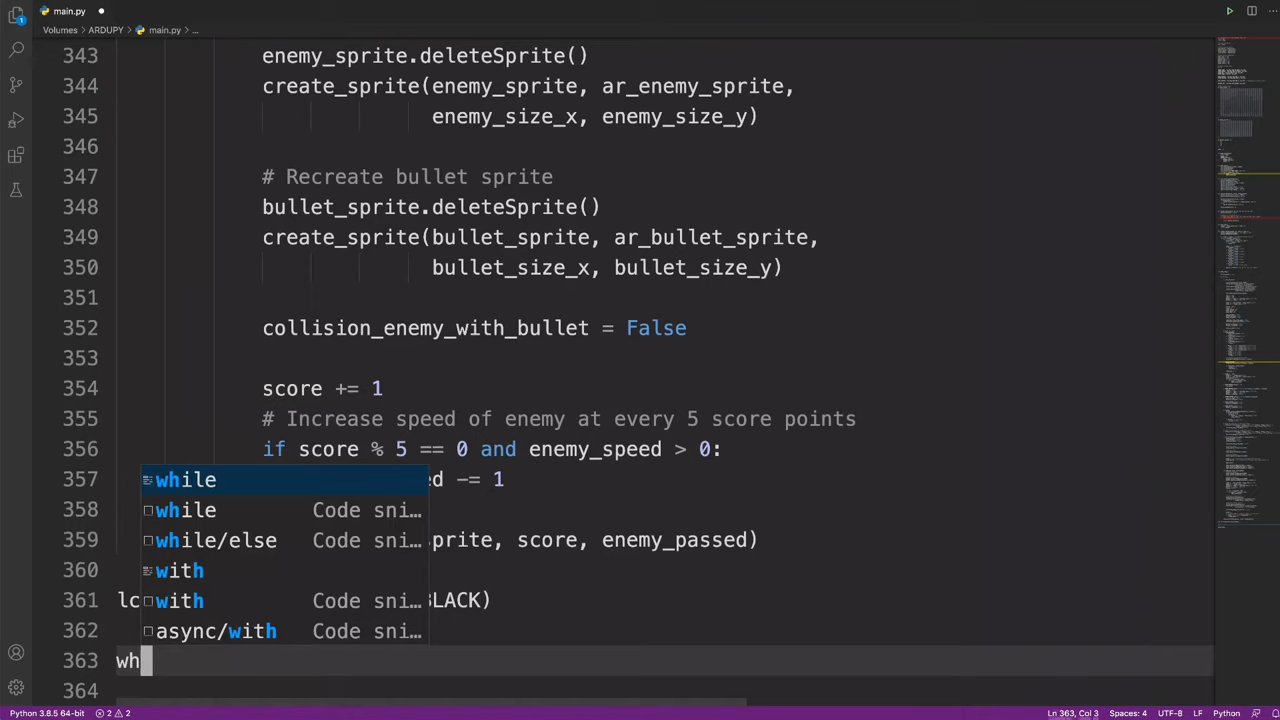 main.py
Volumes ARDUPY main.py ...
343 enemy_sprite.deleteSprite()
344 create_sprite(enemy_sprite, ar_enemy_sprite,
345 enemy_size_x, enemy_size_y)
346
347 # Recreate bullet sprite
348 bullet_sprite.deleteSprite()
349 create_sprite(bullet_sprite, ar_bullet_sprite,
350 bullet_size_x, bullet_size_y)
351
352 collision_enemy_with_bullet = False
353
354 score += 1
355 # Increase speed of enemy at every 5 score points
356 if score % 5 == 0 and enemy_speed > 0:
357 while ed -= 1
358 while Code sni...
359 while/else prite, score, enemy_passed)
360 with
361 lc with Code sni... BLACK)
362 async/with Code sni...
363 wh
364
Ln 363, Col 3 Spaces: 4 UTF-8 LF Python
Python 3.8.5 64-bit 2 2
1